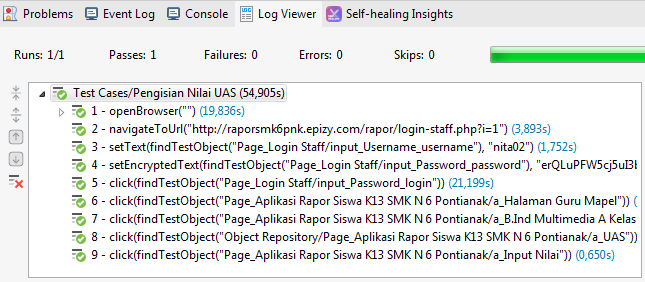 Problems Event Log Console Log Viewer Self-healing Insights
Runs: 1/1 Passes: 1 Failures: 0 Errors: 0 Skips: 0
Test Cases/Pengisian Nilai UAS (54,905s)
1 - openBrowser("") (19,836s)
2 - navigateToUrl("http://raporsmk6pnk.epizy.com/rapor/login-staff.php?i=1") (3,893s)
3 - setText(findTestObject("Page_Login Staff/input_Username_username"), "nita02") (1,752s)
4 - setEncryptedText(findTestObject("Page_Login Staff/input_Password_password"), "erQLuPFW5cj5uI3
5 - click(findTestObject("Page_Login Staff/input_Password_login")) (21,199s)
6 - click(findTestObject("Page_Aplikasi Rapor Siswa K13 SMK N 6 Pontianak/a_Halaman Guru Mapel")) (
7 - click(findTestObject("Page_Aplikasi Rapor Siswa K13 SMK N 6 Pontianak/a_B.Ind Multimedia A Kelas
8 - click(findTestObject("Object Repository/Page_Aplikasi Rapor Siswa K13 SMK N 6 Pontianak/a_UAS"))
9 - click(findTestObject("Page_Aplikasi Rapor Siswa K13 SMK N 6 Pontianak/a_Input Nilai")) (0,650s)